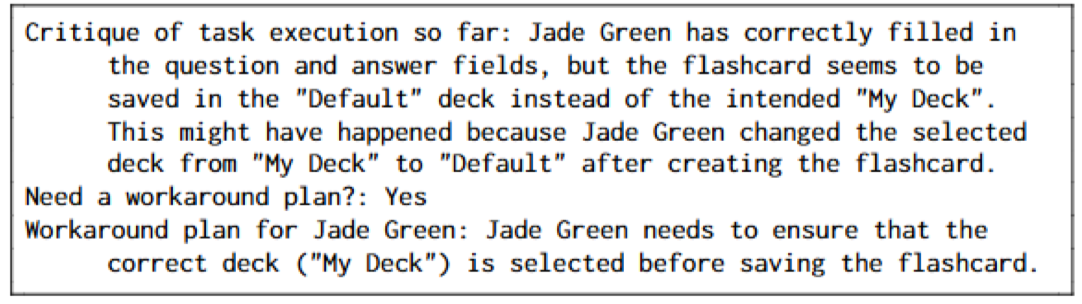 Critique of task execution so far: Jade Green has correctly filled in
the question and answer fields, but the flashcard seems to be
saved in the "Default" deck instead of the intended "My Deck".
This might have happened because Jade Green changed the selected
deck from "My Deck" to "Default" after creating the flashcard.
Need a workaround plan?: Yes
Workaround plan for Jade Green: Jade Green needs to ensure that the
correct deck ("My Deck") is selected before saving the flashcard.